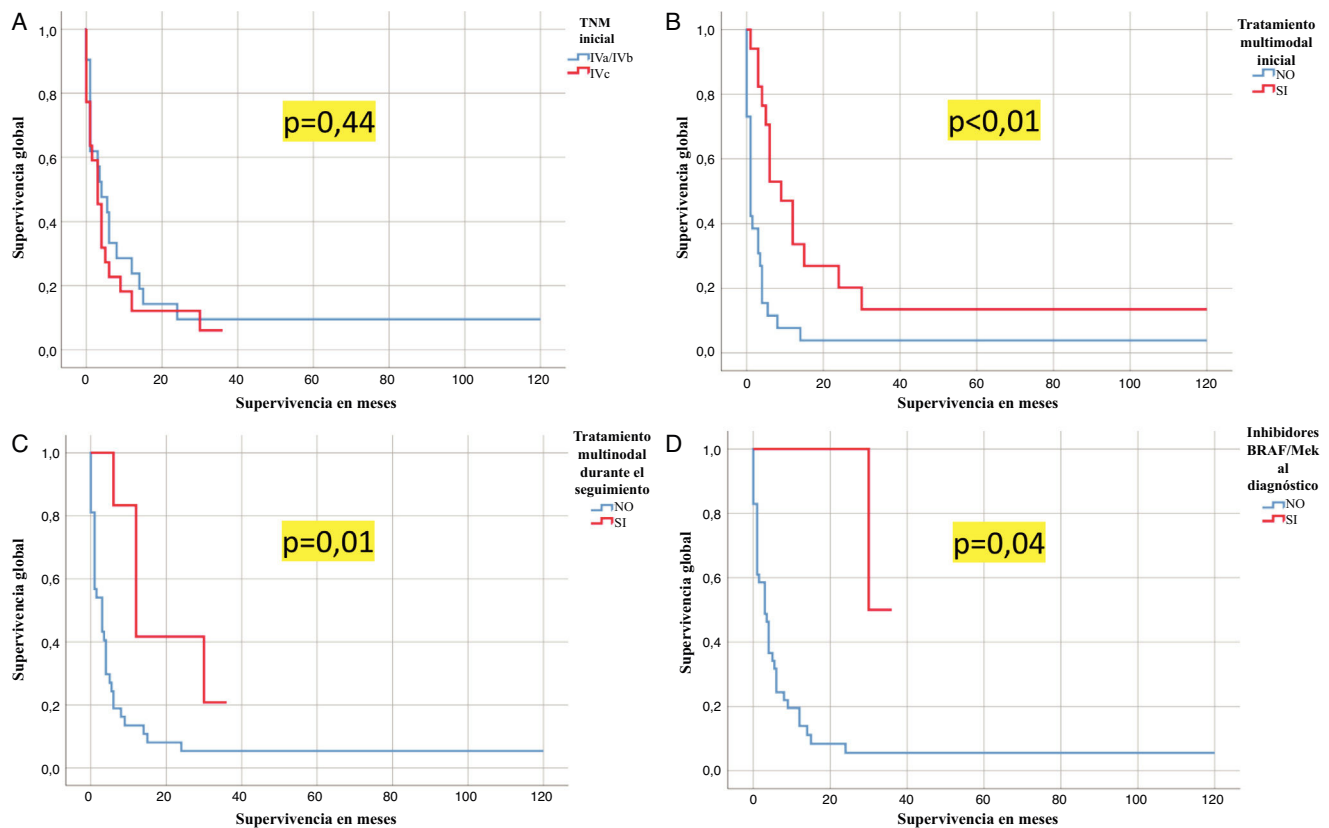 A
TNM
inicial
IVa/IVb
IVc
p=0,44
1,0
0,8
0,6
0,4
0,2
0,0
Supervivencia global
0 20 40 60 80 100 120
Supervivencia en meses
B
Tratamiento
multimodal
inicial
NO
SI
p<0,01
1,0
0,8
0,6
0,4
0,2
0,0
Supervivencia global
0 20 40 60 80 100 120
Supervivencia en meses
C
Tratamiento
multinodal
durante el
seguimiento
NO
SI
p=0,01
1,0
0,8
0,6
0,4
0,2
0,0
Supervivencia global
0 20 40 60 80 100 120
Supervivencia en meses
D
Inhibidores
BRAF/Mek
al
diagnóstico
NO
SI
p=0,04
1,0
0,8
0,6
0,4
0,2
0,0
Supervivencia global
0 20 40 60 80 100 120
Supervivencia en meses